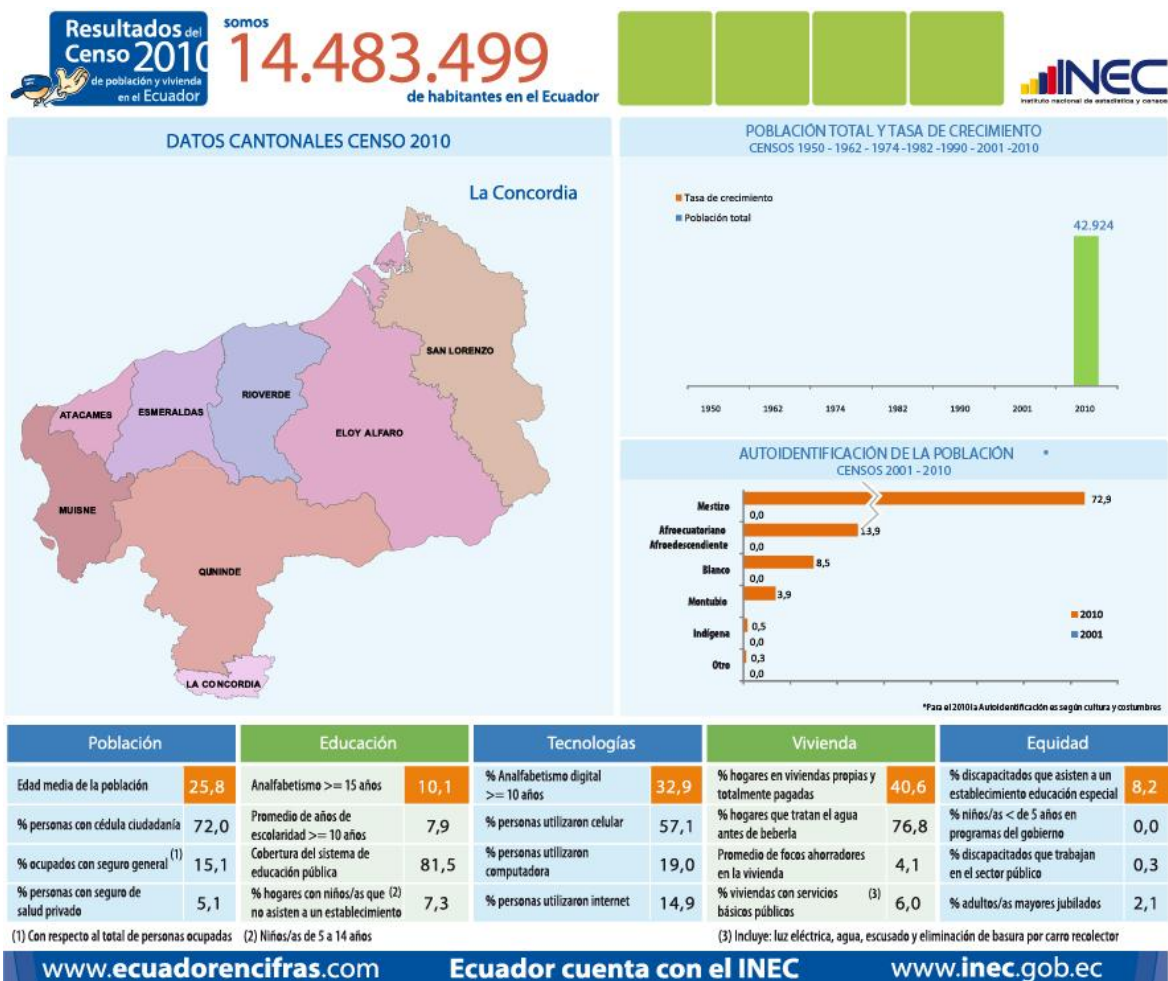 Resultados del
Censo 2010
de población y vivienda
en el Ecuador
somos
14.483.499
de habitantes en el Ecuador
INEC
instituto nacional de estadística y censos
DATOS CANTONALES CENSO 2010
La Concordia
SAN LORENZO
RIOVERDE
ATACAMES
ESMERALDAS
ELOY ALFARO
MUISNE
QUNINDE
LA CONCORDIA
POBLACIÓN TOTAL Y TASA DE CRECIMIENTO
CENSOS 1950 - 1962 - 1974 -1982 -1990 - 2001 -2010
Tasa de crecimiento
Población total
42.924
1950 1962 1974 1982 1990 2001 2010
AUTOIDENTIFICACIÓN DE LA POBLACIÓN *
CENSOS 2001 - 2010
Mestizo 72,9
0,0
Afroecuatoriano
Afrodescendiente 13,9
0,0
Blanco 8,5
0,0
Montubio 3,9
Indígena 0,5
0,0
Otro 0,3
0,0
2010
2001
*Para el 2010 la Autoidentificación es según cultura y costumbres
Población
Edad media de la población 25,8
% personas con cédula ciudadanía 72,0
% ocupados con seguro general (1) 15,1
% personas con seguro de
salud privado 5,1
Educación
Analfabetismo >= 15 años 10,1
Promedio de años de
escolaridad >= 10 años 7,9
Cobertura del sistema de
educación pública 81,5
% hogares con niños/as que (2)
no asisten a un establecimiento 7,3
Tecnologías
% Analfabetismo digital
>= 10 años 32,9
% personas utilizaron celular 57,1
% personas utilizaron
computadora 19,0
% personas utilizaron internet 14,9
Vivienda
% hogares en viviendas propias y
totalmente pagadas 40,6
% hogares que tratan el agua
antes de beberla 76,8
Promedio de focos ahorradores
en la vivienda 4,1
% viviendas con servicios (3)
básicos públicos 6,0
Equidad
% discapacitados que asisten a un
establecimiento educación especial 8,2
% niños/as < de 5 años en
programas del gobierno 0,0
% discapacitados que trabajan
en el sector público 0,3
% adultos/as mayores jubilados 2,1
(1) Con respecto al total de personas ocupadas (2) Niños/as de 5 a 14 años
(3) Incluye: luz eléctrica, agua, escusado y eliminación de basura por carro recolector
www.ecuadorencifras.com
Ecuador cuenta con el INEC
www.inec.gob.ec